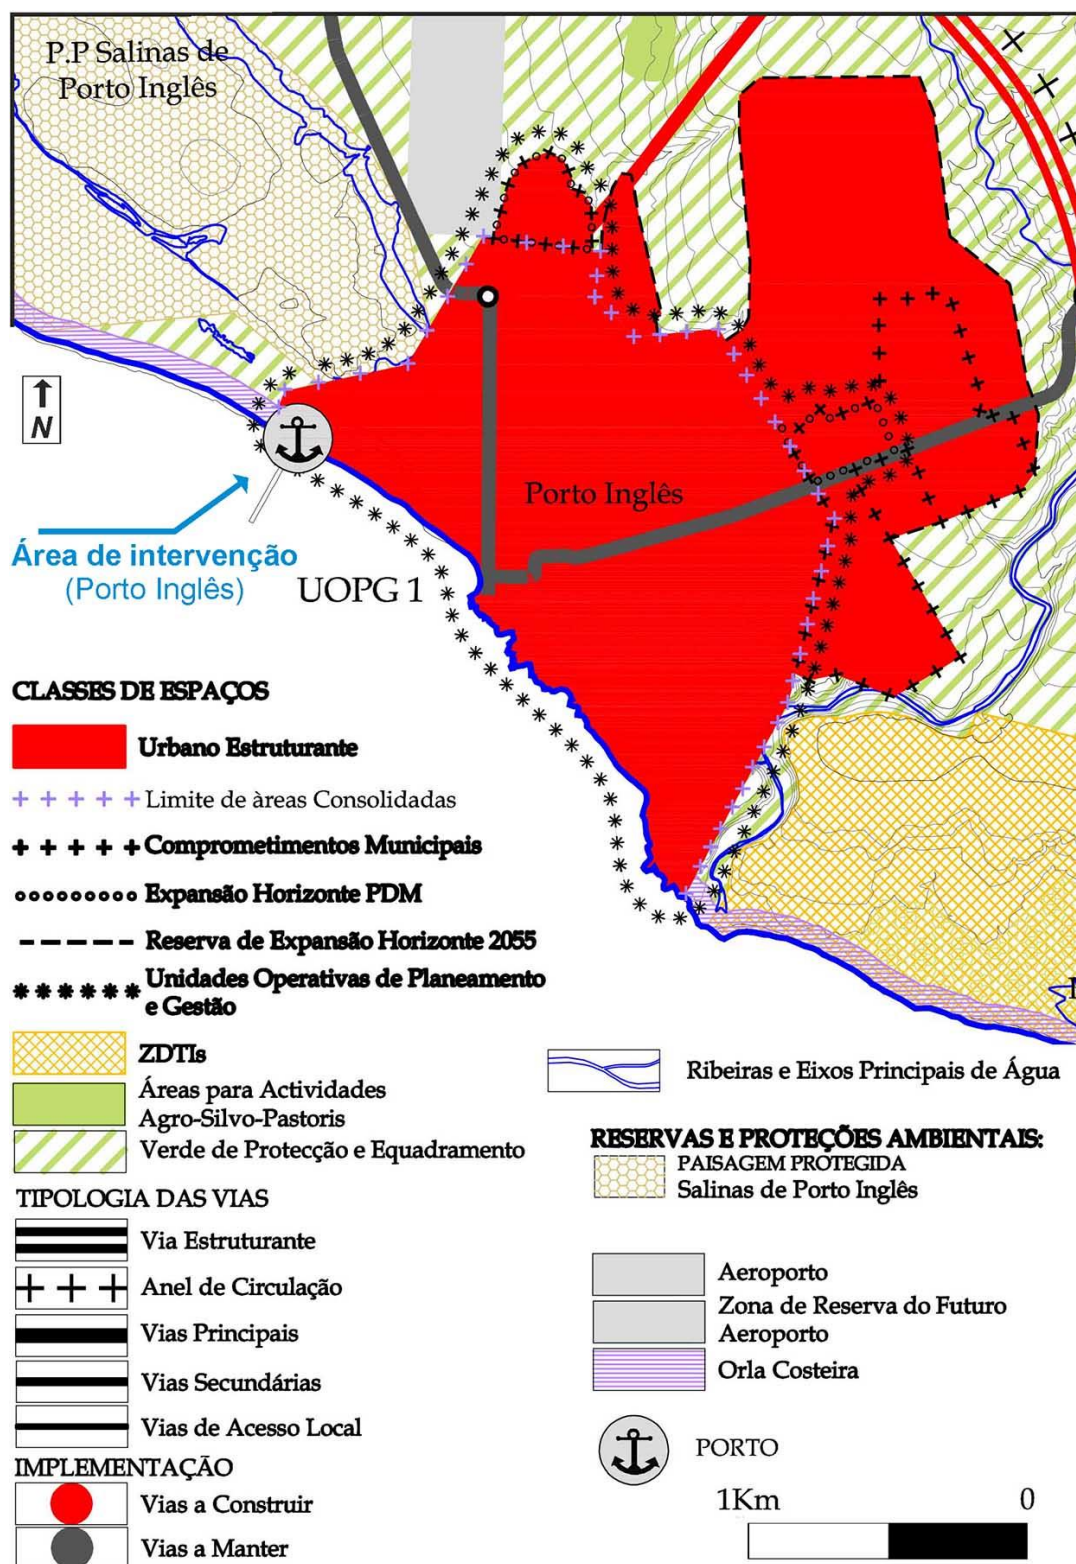 P.P Salinas de
Porto Inglês
N
Porto Inglês
Área de intervenção
(Porto Inglês)
UOPG 1
CLASSES DE ESPAÇOS
Urbano Estruturante
Limite de àreas Consolidadas
Comprometimentos Municipais
Expansão Horizonte PDM
Reserva de Expansão Horizonte 2055
Unidades Operativas de Planeamento
e Gestão
ZDTIs
Áreas para Actividades
Agro-Silvo-Pastoris
Verde de Protecção e Equadramento
TIPOLOGIA DAS VIAS
Via Estruturante
Anel de Circulação
Vias Principais
Vias Secundárias
Vias de Acesso Local
IMPLEMENTAÇÃO
Vias a Construir
Vias a Manter
Ribeiras e Eixos Principais de Água
RESERVAS E PROTEÇÕES AMBIENTAIS:
PAISAGEM PROTEGIDA
Salinas de Porto Inglês
Aeroporto
Zona de Reserva do Futuro
Aeroporto
Orla Costeira
PORTO
1Km 0